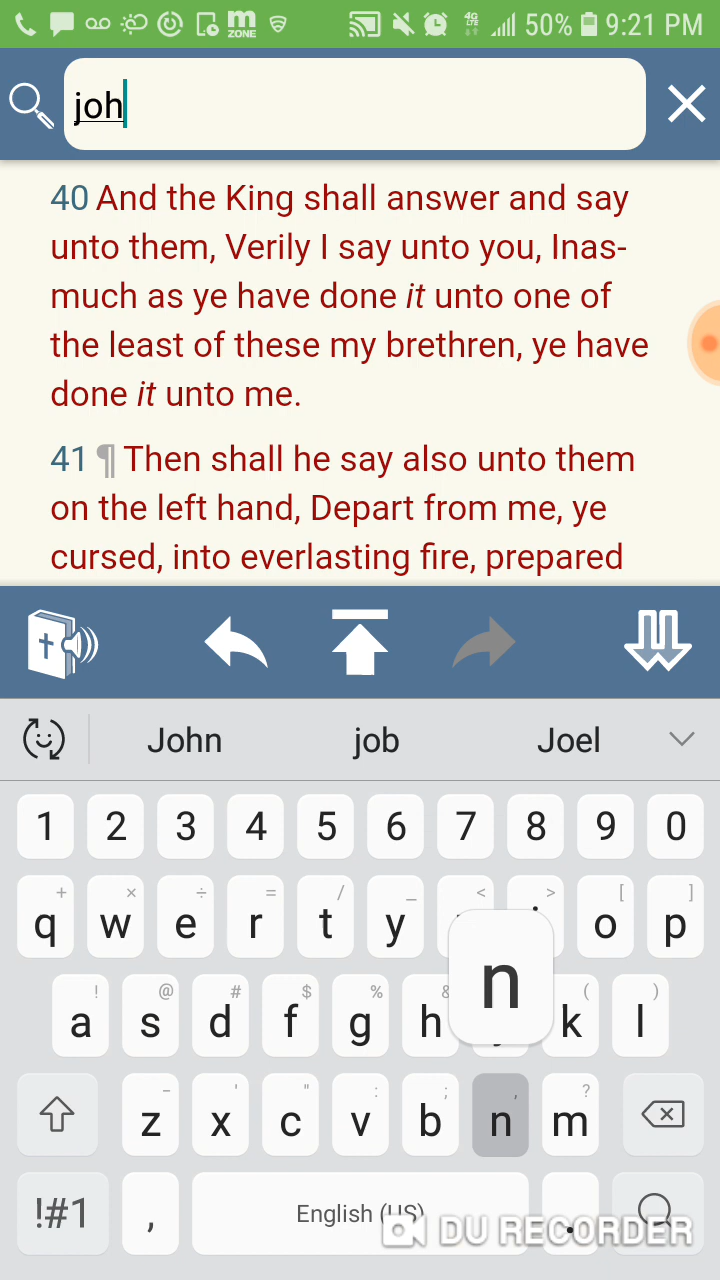 m ZONE 4G LTE 50% 9:21 PM
joh
40 And the King shall answer and say
unto them, Verily I say unto you, Inas-
much as ye have done it unto one of
the least of these my brethren, ye have
done it unto me.
41 ¶ Then shall he say also unto them
on the left hand, Depart from me, ye
cursed, into everlasting fire, prepared
John job Joel
1 2 3 4 5 6 7 8 9 0
+ × ÷ = / _ < > [ ]
q w e r t y o p
! @ # $ % & ( )
a s d f g h k l
n
- ' " : ; , ?
z x c v b n m
!#1 , English (US) .
DU RECORDER